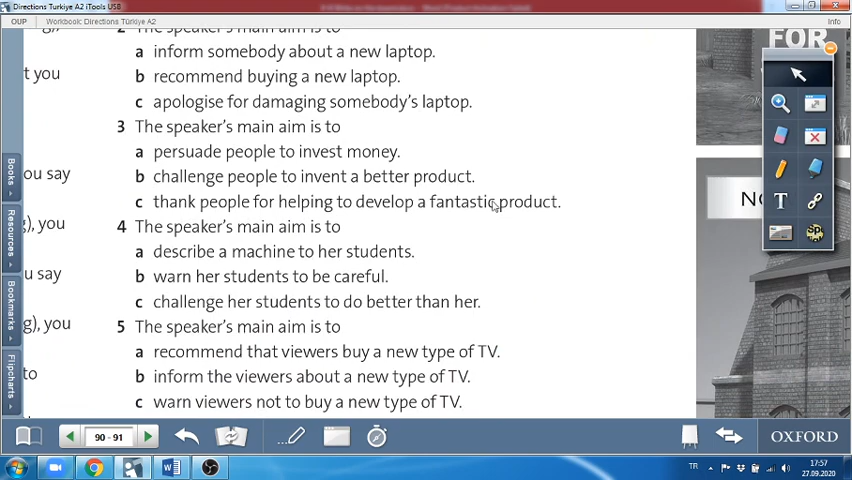 Directions Türkiye A2 iTools USB
OUP Workbook: Directions Türkiye A2 Info
2 The speaker's main aim is to
a inform somebody about a new laptop.
t you
b recommend buying a new laptop.
c apologise for damaging somebody's laptop.
3 The speaker's main aim is to
a persuade people to invest money.
ou say
b challenge people to invent a better product.
c thank people for helping to develop a fantastic product.
g), you
4 The speaker's main aim is to
a describe a machine to her students.
u say
b warn her students to be careful.
c challenge her students to do better than her.
g), you
5 The speaker's main aim is to
a recommend that viewers buy a new type of TV.
to
b inform the viewers about a new type of TV.
c warn viewers not to buy a new type of TV.
FOR
NO
T
sp
Books
Resources
Bookmarks
Flipcharts
90 - 91
OXFORD
TR
17:57
27.09.2020